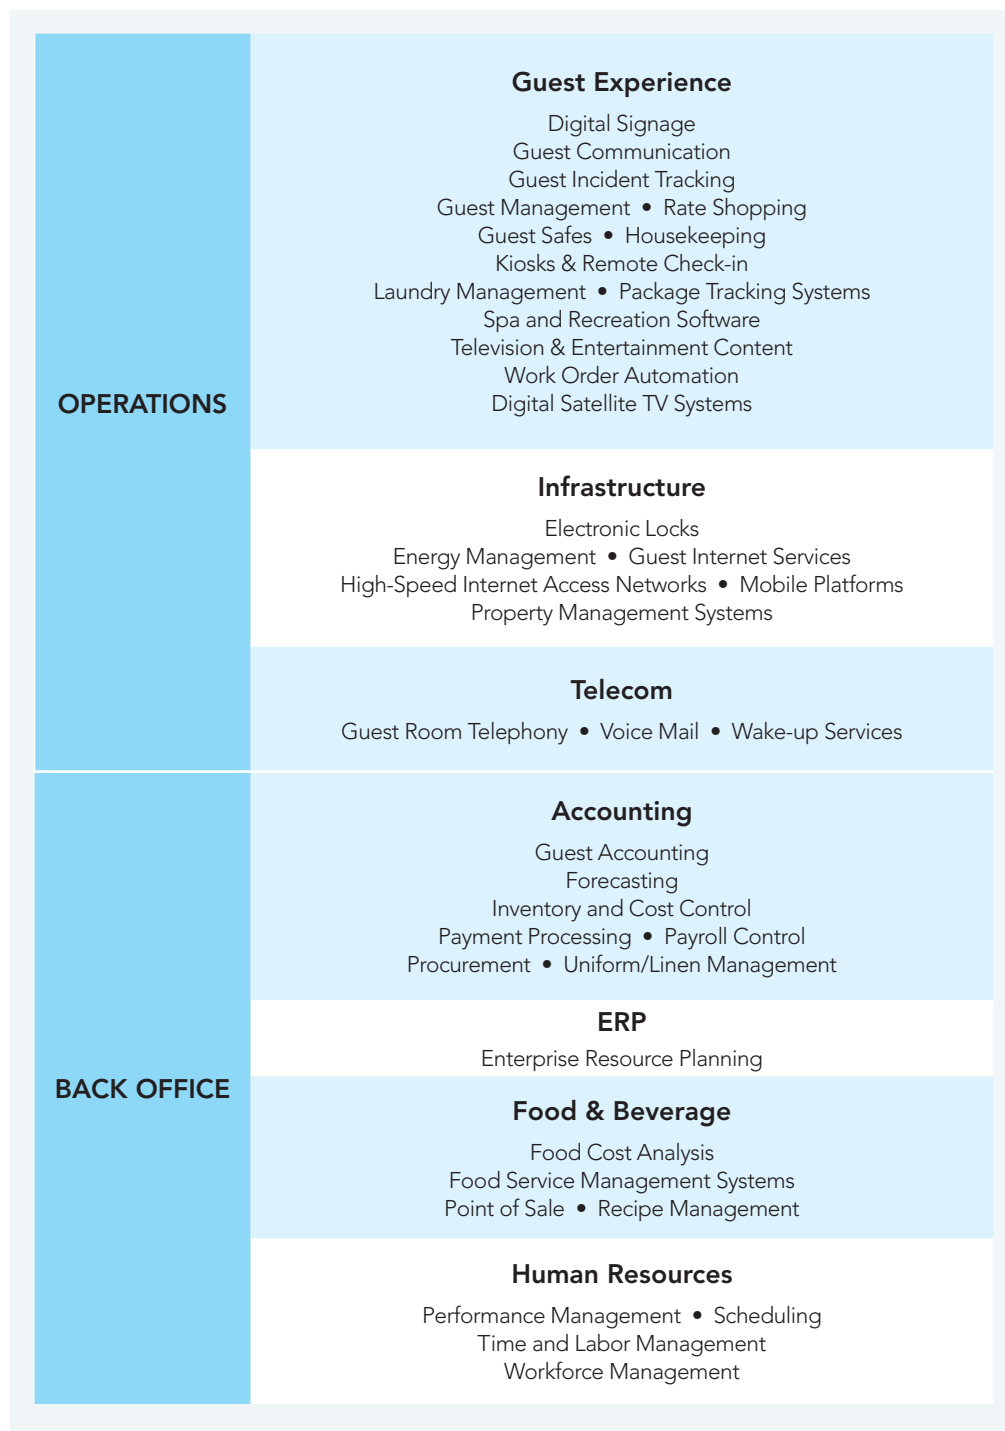 OPERATIONS
Guest Experience
Digital Signage
Guest Communication
Guest Incident Tracking
Guest Management • Rate Shopping
Guest Safes • Housekeeping
Kiosks & Remote Check-in
Laundry Management • Package Tracking Systems
Spa and Recreation Software
Television & Entertainment Content
Work Order Automation
Digital Satellite TV Systems
Infrastructure
Electronic Locks
Energy Management • Guest Internet Services
High-Speed Internet Access Networks • Mobile Platforms
Property Management Systems
Telecom
Guest Room Telephony • Voice Mail • Wake-up Services
BACK OFFICE
Accounting
Guest Accounting
Forecasting
Inventory and Cost Control
Payment Processing • Payroll Control
Procurement • Uniform/Linen Management
ERP
Enterprise Resource Planning
Food & Beverage
Food Cost Analysis
Food Service Management Systems
Point of Sale • Recipe Management
Human Resources
Performance Management • Scheduling
Time and Labor Management
Workforce Management